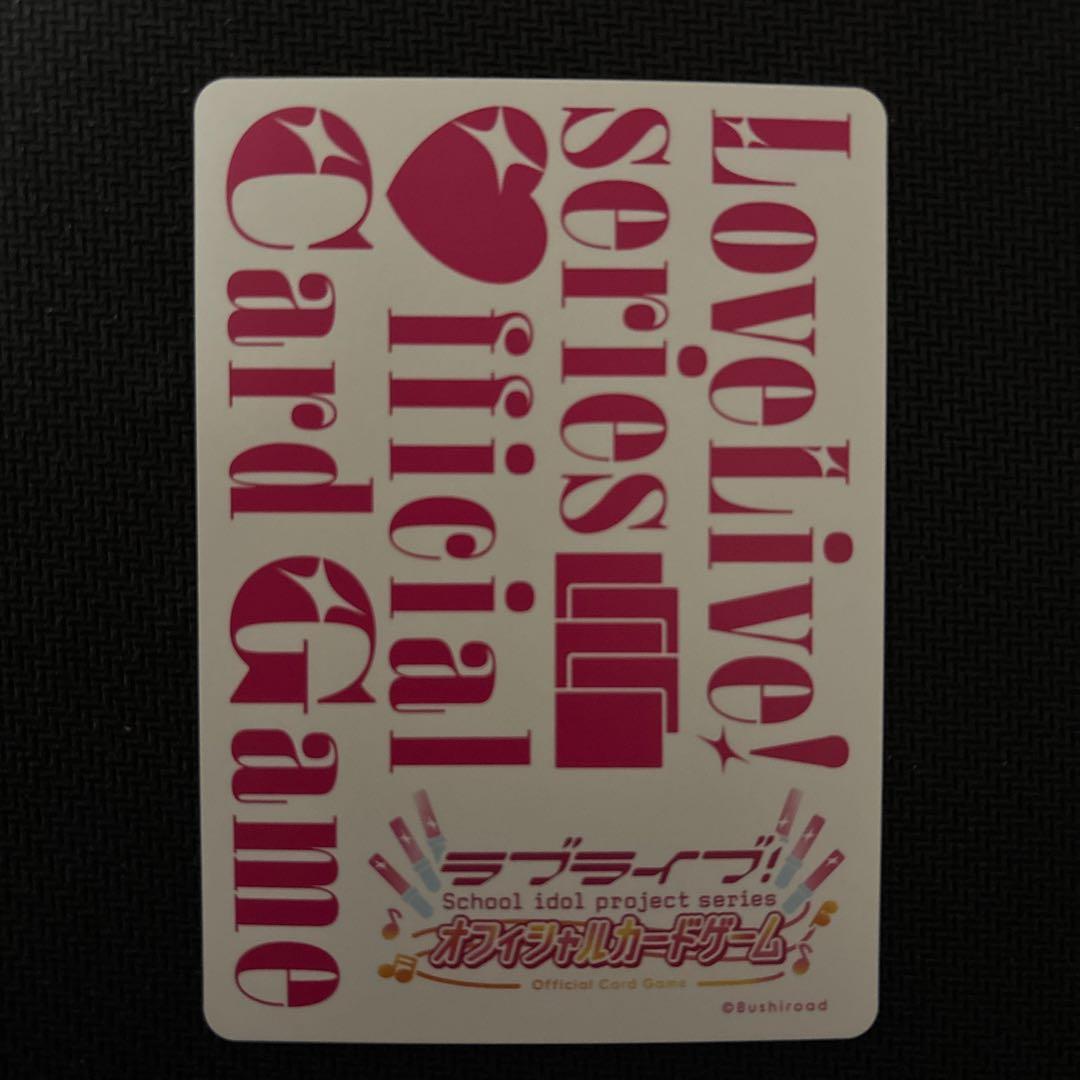 LoveLive!
series
Official
Card Game
ラブライブ!
School idol project series
オフィシャルカードゲーム
Official Card Game
©Bushiroad